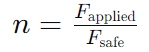 n = F_applied / F_safe